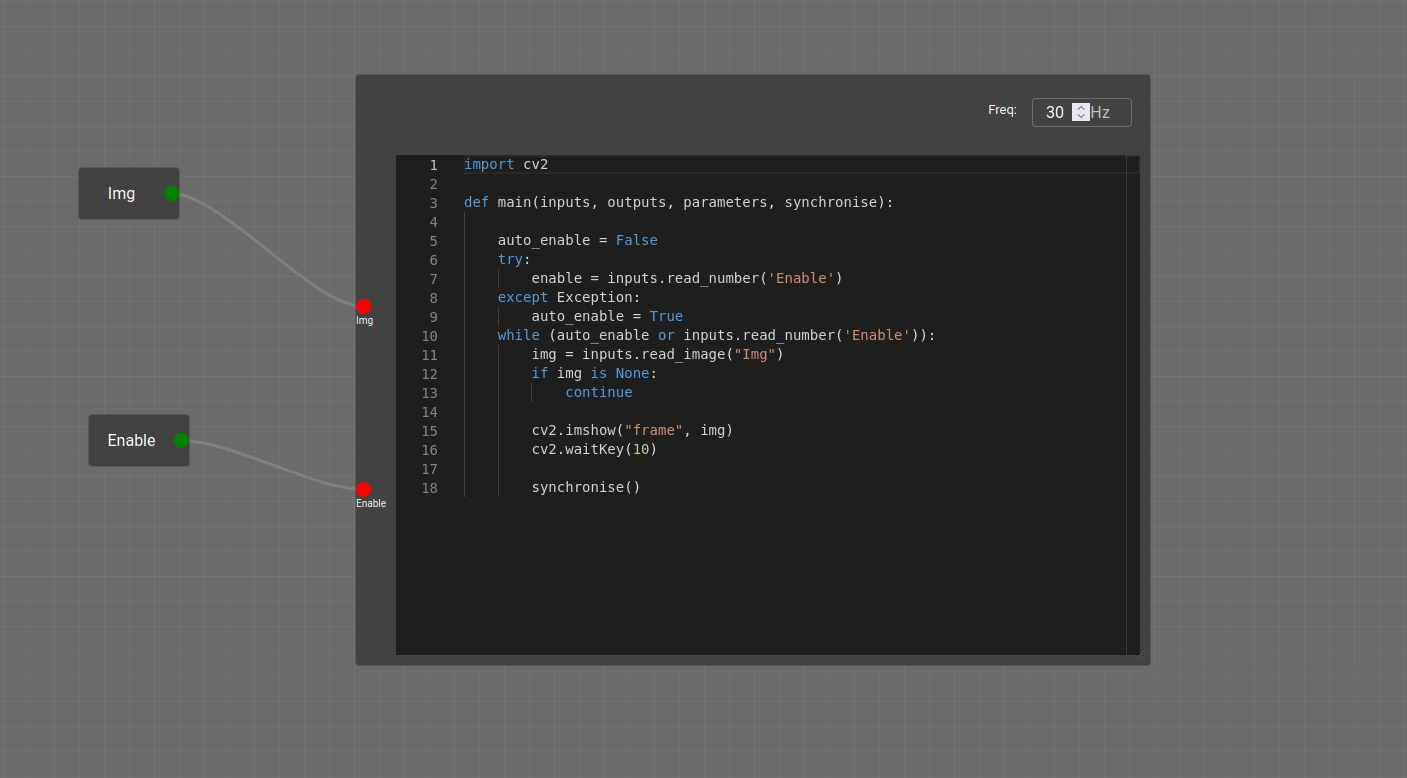 Freq: 30 Hz
Img
Img
Enable
Enable
1 import cv2
2
3 def main(inputs, outputs, parameters, synchronise):
4
5     auto_enable = False
6     try:
7         enable = inputs.read_number('Enable')
8     except Exception:
9         auto_enable = True
10     while (auto_enable or inputs.read_number('Enable')):
11         img = inputs.read_image("Img")
12         if img is None:
13             continue
14
15         cv2.imshow("frame", img)
16         cv2.waitKey(10)
17
18         synchronise()